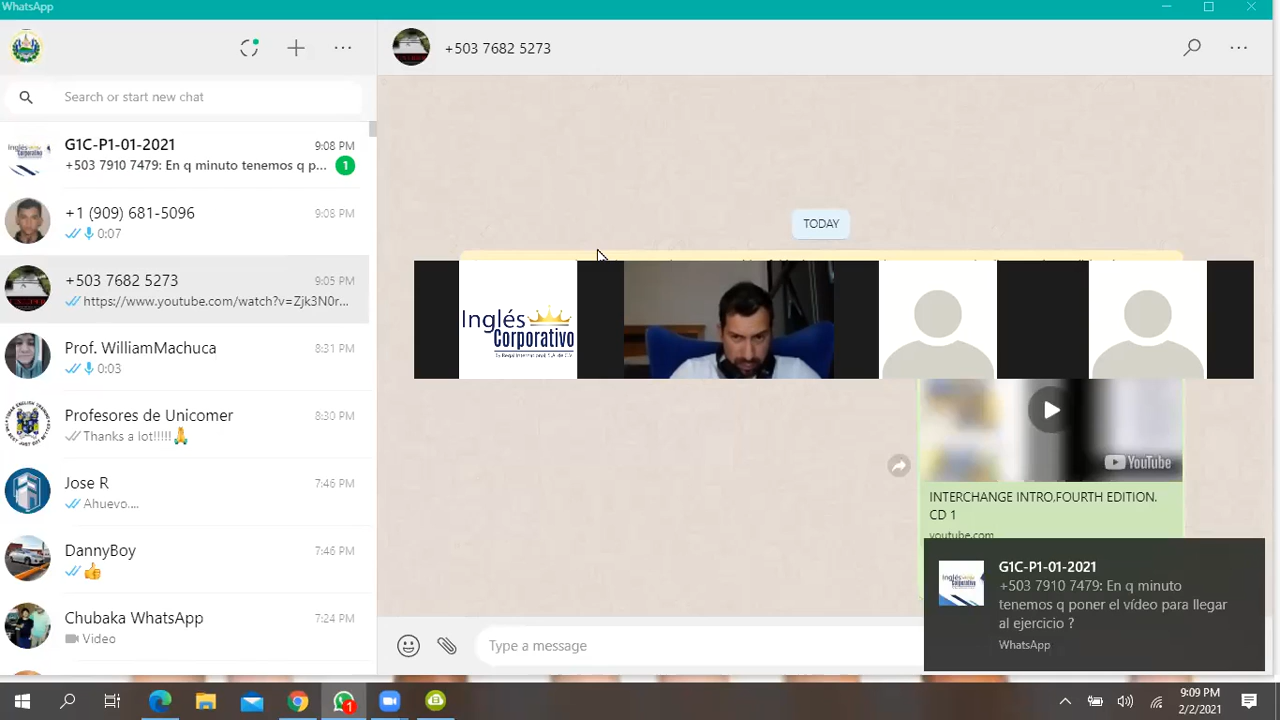 WhatsApp
+503 7682 5273
Search or start new chat
G1C-P1-01-2021
9:08 PM
+503 7910 7479: En q minuto tenemos q p...
1
+1 (909) 681-5096
9:08 PM
0:07
+503 7682 5273
9:05 PM
https://www.youtube.com/watch?v=Zjk3N0r...
Prof. WilliamMachuca
8:31 PM
0:03
Profesores de Unicomer
8:30 PM
Thanks a lot!!!!!🙏
Jose R
7:46 PM
Ahuevo....
DannyBoy
7:46 PM
👍
Chubaka WhatsApp
7:24 PM
Video
TODAY
Inglés
Corporativo
YouTube
INTERCHANGE INTRO,FOURTH EDITION.
CD 1
youtube.com
Type a message
G1C-P1-01-2021
+503 7910 7479: En q minuto
tenemos q poner el vídeo para llegar
al ejercicio ?
WhatsApp
1
9:09 PM
2/2/2021